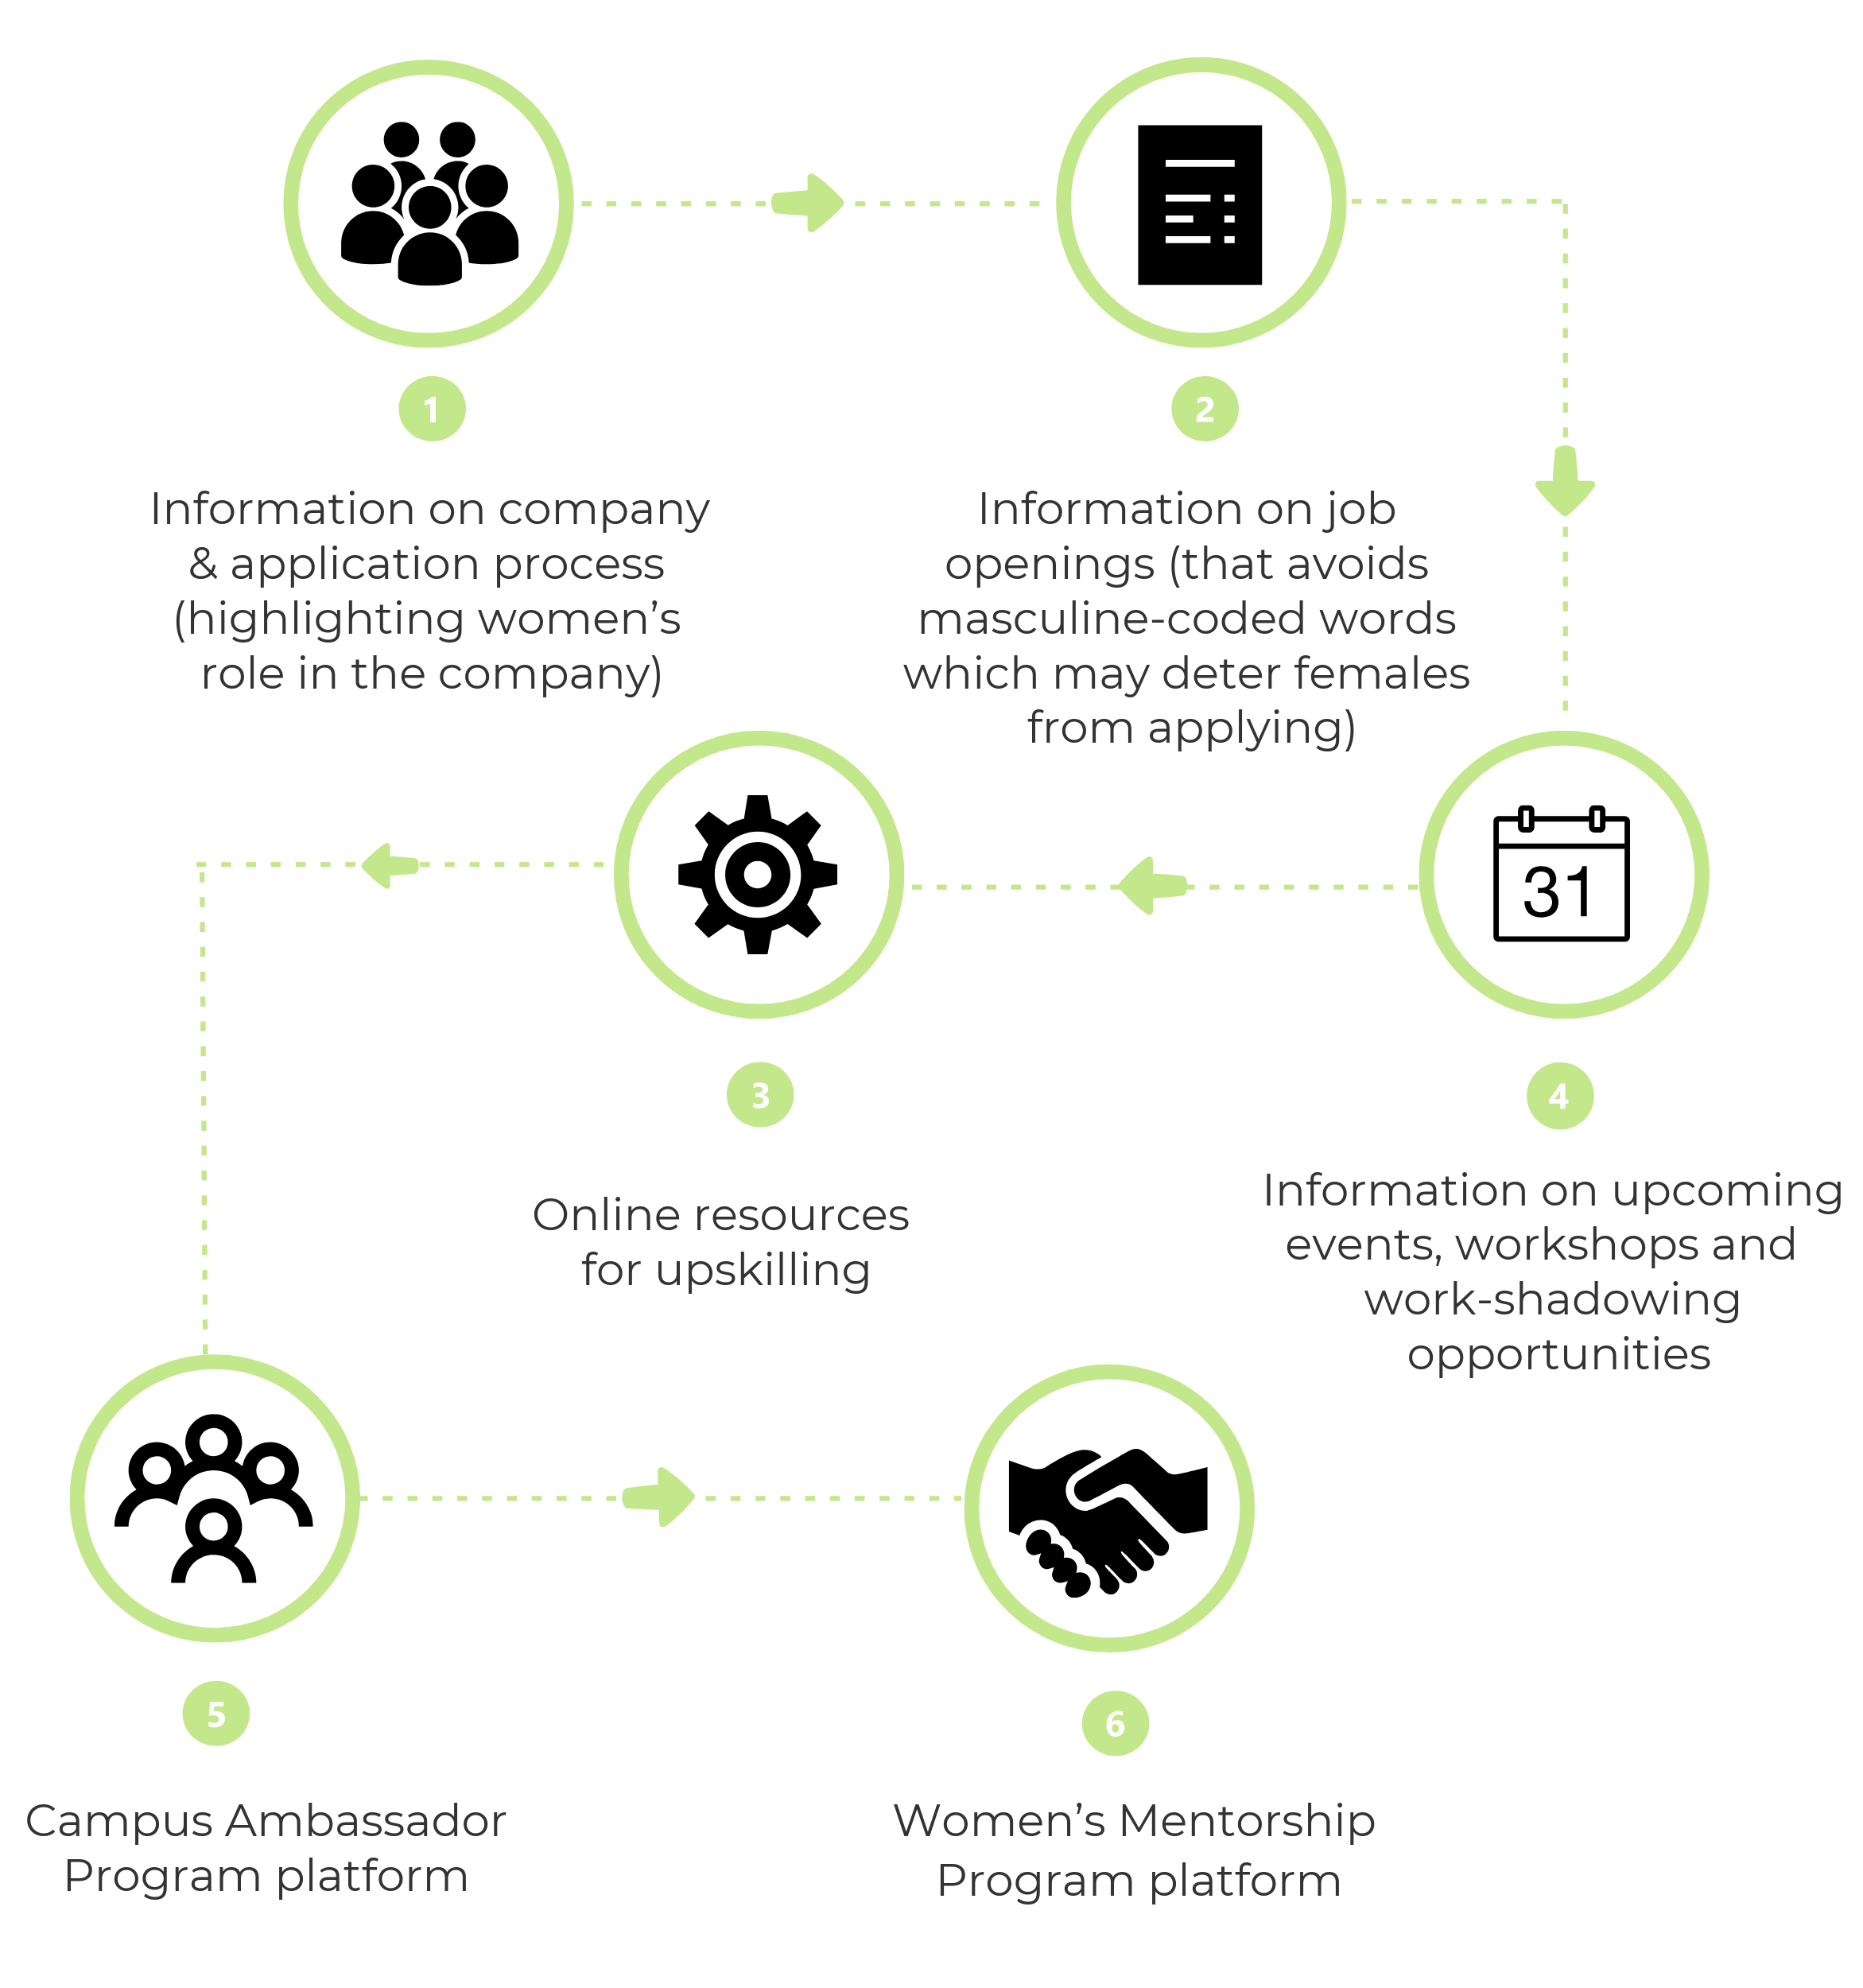 1
Information on company
& application process
(highlighting women’s
role in the company)
2
Information on job
openings (that avoids
masculine-coded words
which may deter females
from applying)
3
Online resources
for upskilling
31
4
Information on upcoming
events, workshops and
work-shadowing
opportunities
5
Campus Ambassador
Program platform
6
Women’s Mentorship
Program platform